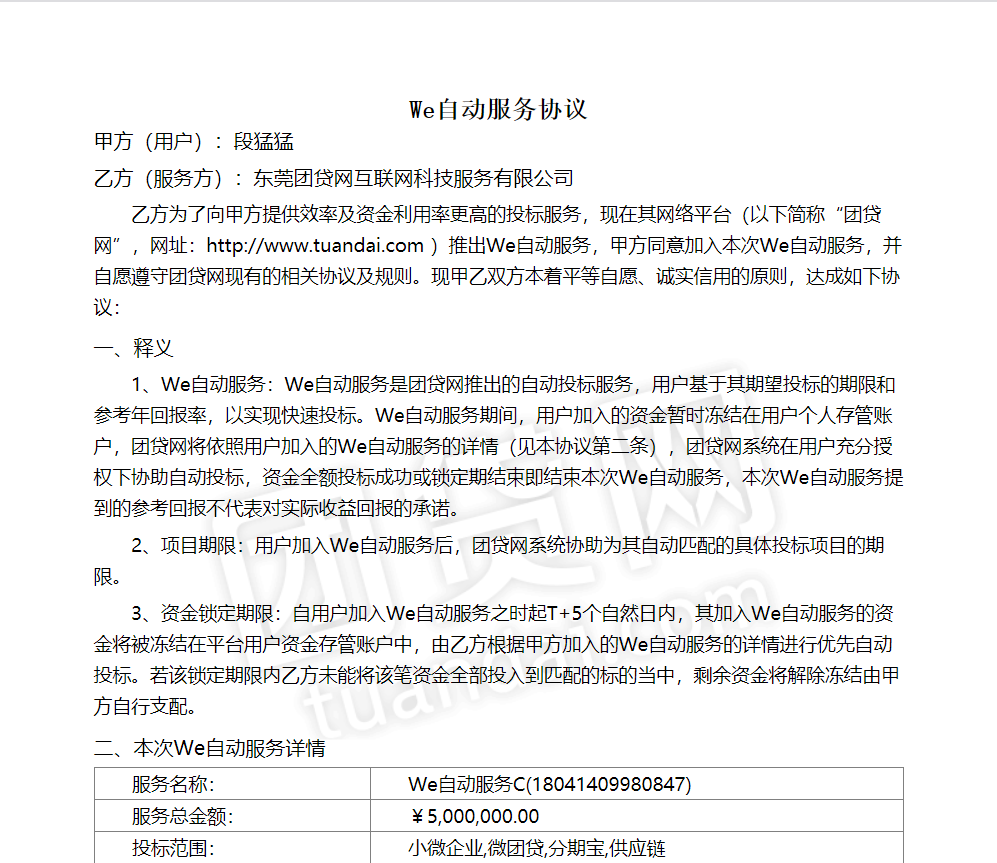 We自动服务协议
甲方（用户）：段猛猛
乙方（服务方）：东莞团贷网互联网科技服务有限公司
乙方为了向甲方提供效率及资金利用率更高的投标服务，现在其网络平台（以下简称“团贷
网”，网址：http://www.tuandai.com ）推出We自动服务，甲方同意加入本次We自动服务，并
自愿遵守团贷网现有的相关协议及规则。现甲乙双方本着平等自愿、诚实信用的原则，达成如下协
议：
一、释义
1、We自动服务：We自动服务是团贷网推出的自动投标服务，用户基于其期望投标的期限和
参考年回报率，以实现快速投标。We自动服务期间，用户加入的资金暂时冻结在用户个人存管账
户，团贷网将依照用户加入的We自动服务的详情（见本协议第二条），团贷网系统在用户充分授
权下协助自动投标，资金全额投标成功或锁定期结束即结束本次We自动服务，本次We自动服务提
到的参考回报不代表对实际收益回报的承诺。
2、项目期限：用户加入We自动服务后，团贷网系统协助为其自动匹配的具体投标项目的期
限。
3、资金锁定期限：自用户加入We自动服务之时起T+5个自然日内，其加入We自动服务的资
金将被冻结在平台用户资金存管账户中，由乙方根据甲方加入的We自动服务的详情进行优先自动
投标。若该锁定期限内乙方未能将该笔资金全部投入到匹配的标的当中，剩余资金将解除冻结由甲
方自行支配。
二、本次We自动服务详情
服务名称： We自动服务C(18041409980847)
服务总金额： ￥5,000,000.00
投标范围： 小微企业,微团贷,分期宝,供应链
团贷网
tuandai.com